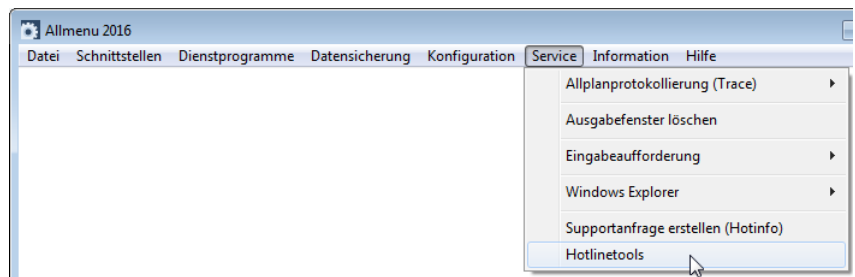 Allmenu 2016
Datei Schnittstellen Dienstprogramme Datensicherung Konfiguration Service Information Hilfe
Allplanprotokollierung (Trace)
Ausgabefenster löschen
Eingabeaufforderung
Windows Explorer
Supportanfrage erstellen (Hotinfo)
Hotlinetools